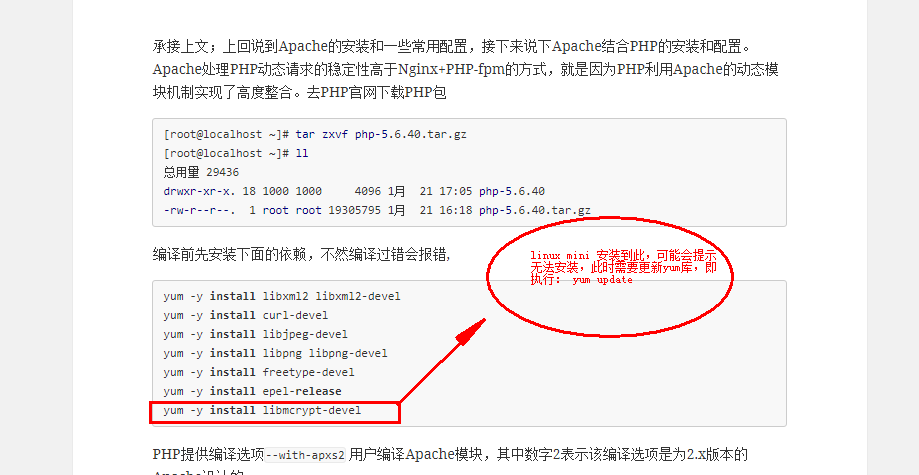 承接上文；上回说到Apache的安装和一些常用配置，接下来说下Apache结合PHP的安装和配置。
Apache处理PHP动态请求的稳定性高于Nginx+PHP-fpm的方式，就是因为PHP利用Apache的动态模
块机制实现了高度整合。去PHP官网下载PHP包
[root@localhost ~]# tar zxvf php-5.6.40.tar.gz
[root@localhost ~]# ll
总用量 29436
drwxr-xr-x. 18 1000 1000     4096 1月  21 17:05 php-5.6.40
-rw-r--r--.  1 root root 19305795 1月  21 16:18 php-5.6.40.tar.gz
编译前先安装下面的依赖，不然编译过错会报错,
linux mini 安装到此，可能会提示
无法安装，此时需要更新yum库，即
执行： yum update
yum -y install libxml2 libxml2-devel
yum -y install curl-devel
yum -y install libjpeg-devel
yum -y install libpng libpng-devel
yum -y install freetype-devel
yum -y install epel-release
yum -y install libmcrypt-devel
PHP提供编译选项--with-apxs2用户编译Apache模块，其中数字2表示该编译选项是为2.x版本的
Apache设计的